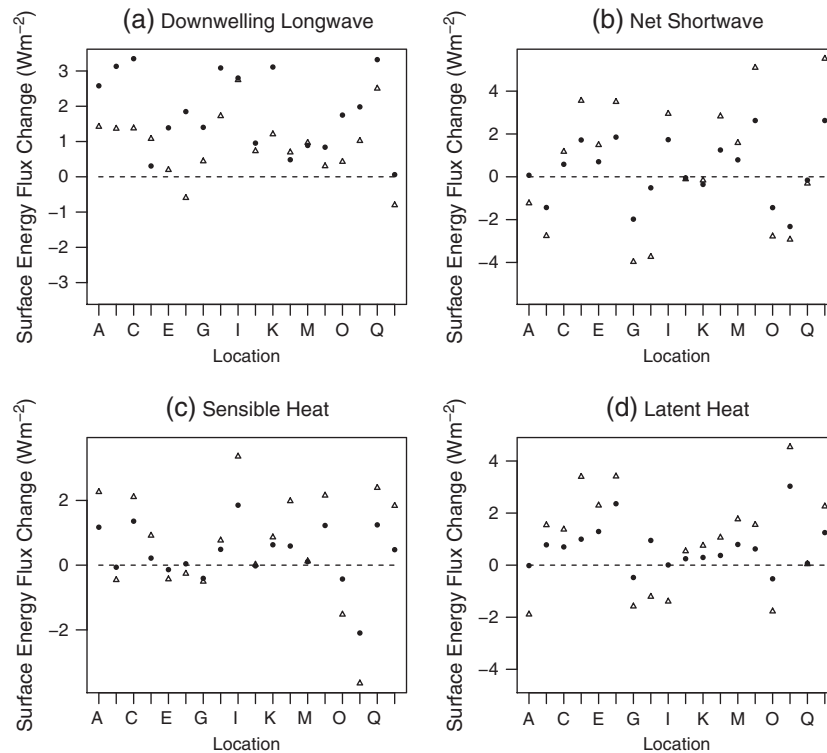 (a) Downwelling Longwave
Surface Energy Flux Change (Wm−2)
3
2
1
0
−1
−2
−3
A C E G I K M O Q
Location
(b) Net Shortwave
Surface Energy Flux Change (Wm−2)
4
2
0
−2
−4
A C E G I K M O Q
Location
(c) Sensible Heat
Surface Energy Flux Change (Wm−2)
2
0
−2
A C E G I K M O Q
Location
(d) Latent Heat
Surface Energy Flux Change (Wm−2)
4
2
0
−2
−4
A C E G I K M O Q
Location